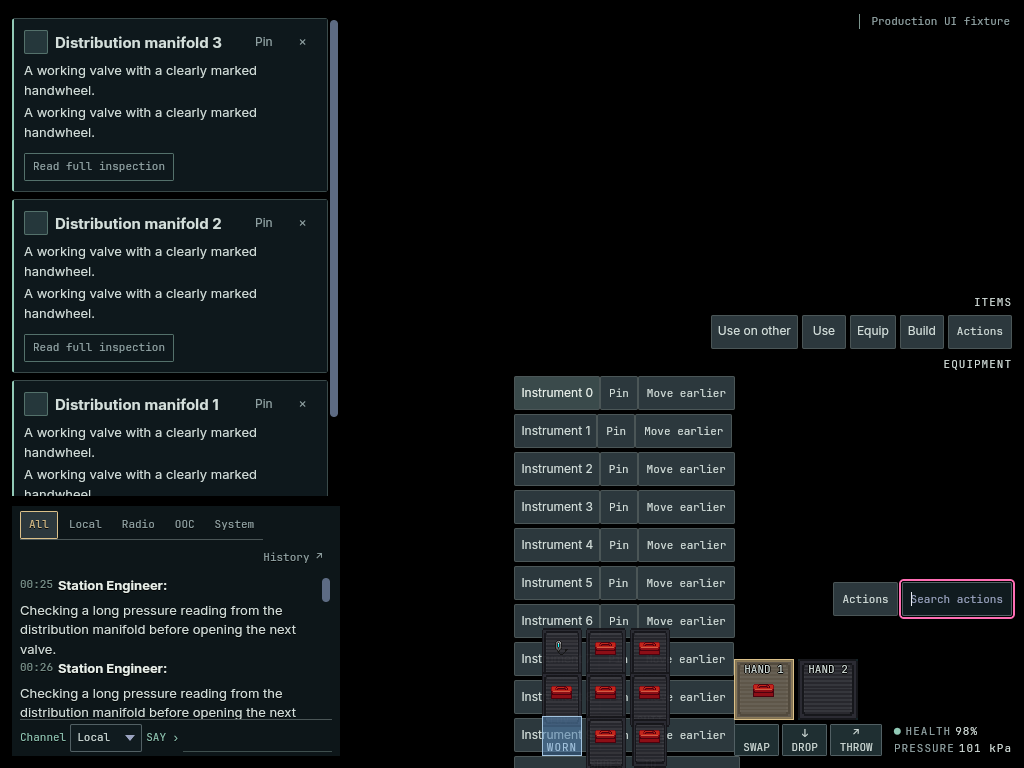 Production UI fixture
Distribution manifold 3 Pin ×
A working valve with a clearly marked
handwheel.
A working valve with a clearly marked
handwheel.
Read full inspection
Distribution manifold 2 Pin ×
A working valve with a clearly marked
handwheel.
A working valve with a clearly marked
handwheel.
Read full inspection
Distribution manifold 1 Pin ×
A working valve with a clearly marked
handwheel.
A working valve with a clearly marked
handwheel.
All Local Radio OOC System
History ↗
00:25 Station Engineer:
Checking a long pressure reading from the
distribution manifold before opening the next
valve.
00:26 Station Engineer:
Checking a long pressure reading from the
distribution manifold before opening the next
Channel Local SAY ›
ITEMS
Use on other Use Equip Build Actions
EQUIPMENT
Instrument 0 Pin Move earlier
Instrument 1 Pin Move earlier
Instrument 2 Pin Move earlier
Instrument 3 Pin Move earlier
Instrument 4 Pin Move earlier
Instrument 5 Pin Move earlier
Instrument 6 Pin Move earlier
Move earlier
Move earlier
Instrument Move earlier
WORN
Actions Search actions
HAND 1 HAND 2
SWAP ↓ DROP ↗ THROW
HEALTH 98%
PRESSURE 101 kPa